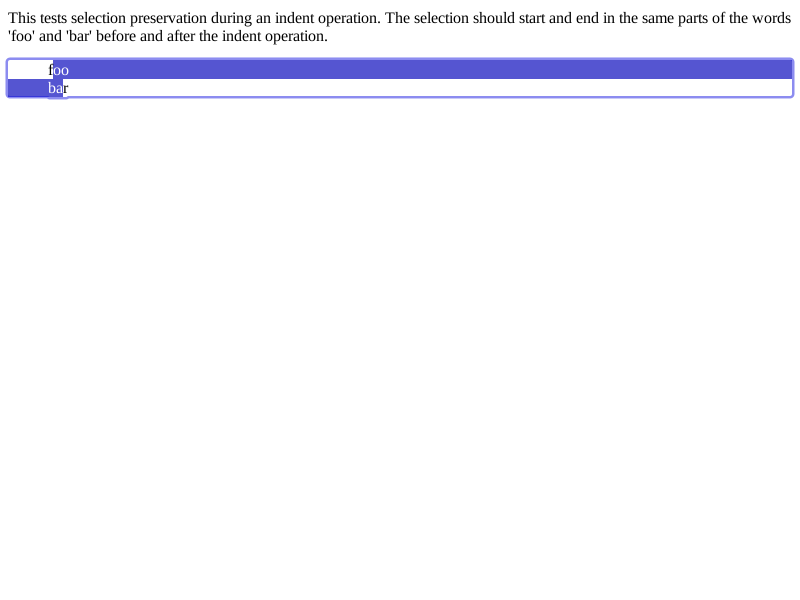 This tests selection preservation during an indent operation. The selection should start and end in the same parts of the words
'foo' and 'bar' before and after the indent operation.
foo
bar